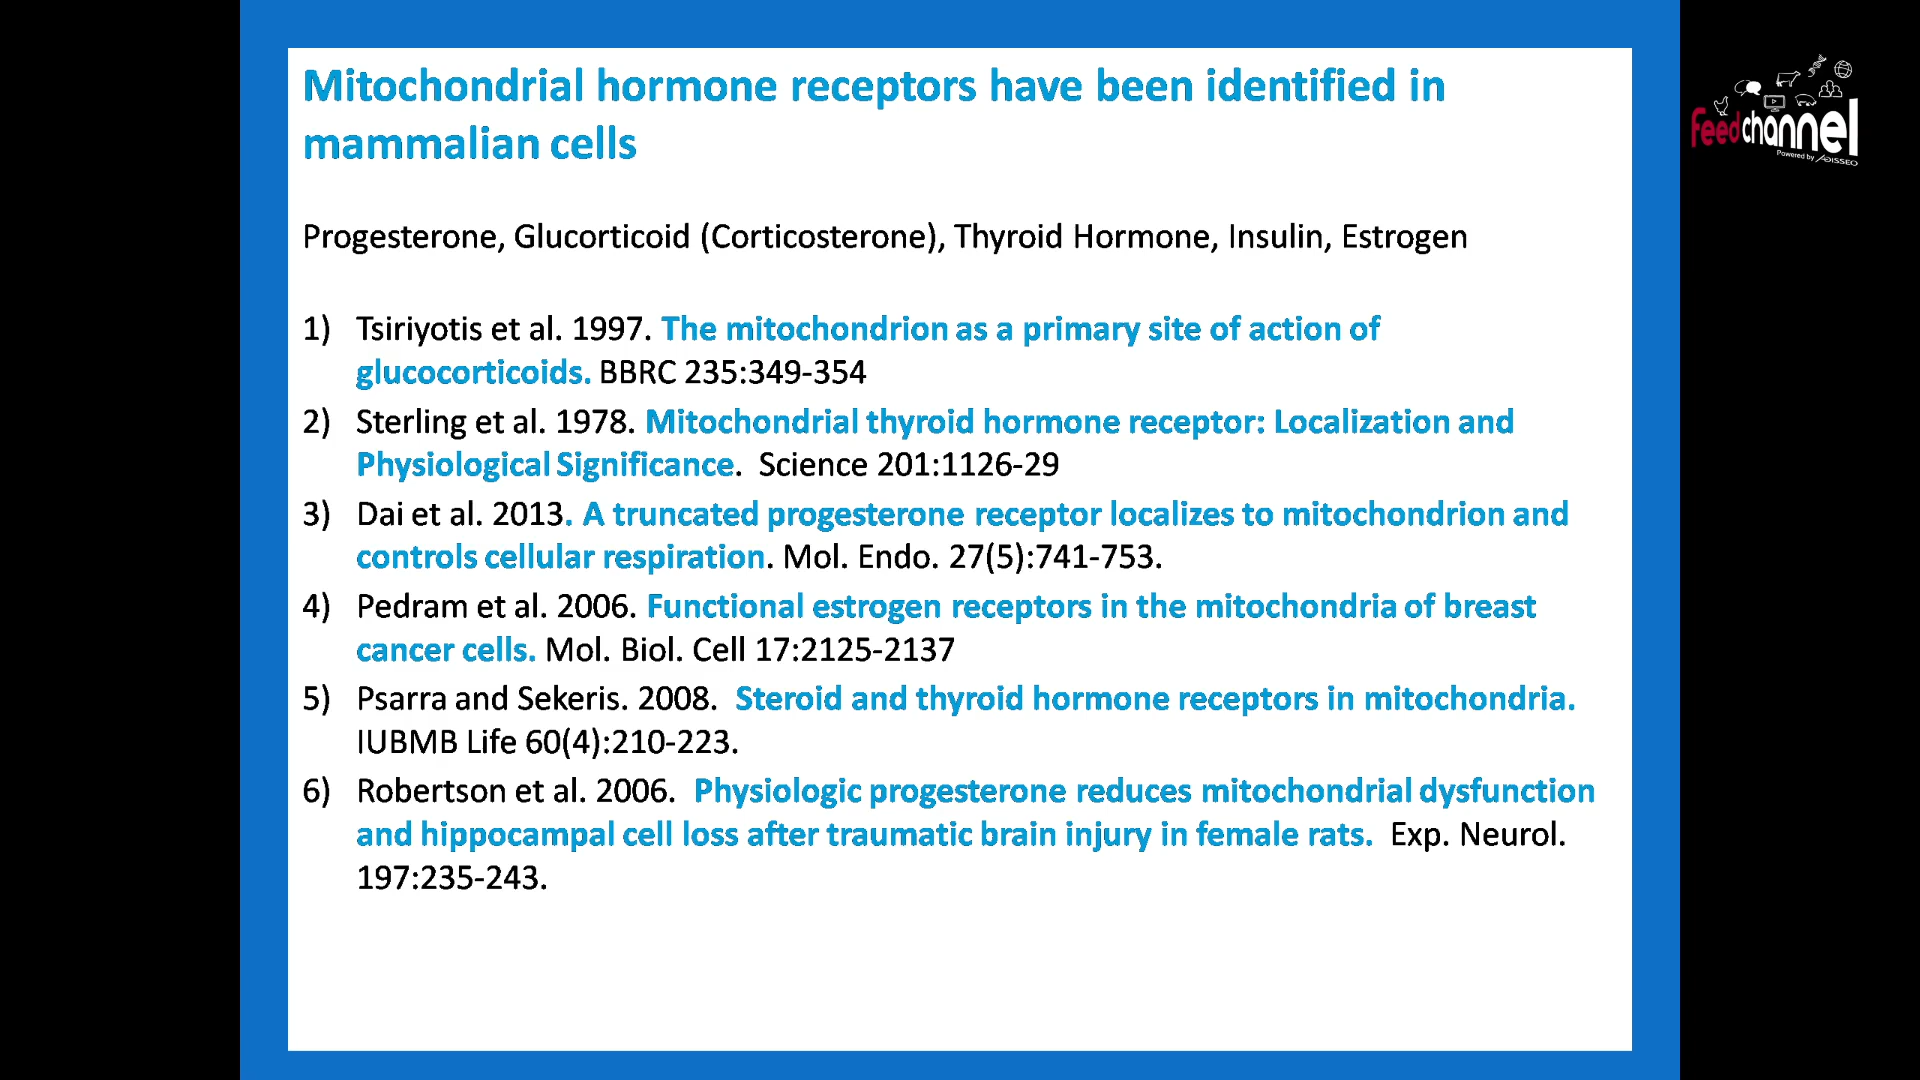 Mitochondrial hormone receptors have been identified in
mammalian cells
Progesterone, Glucorticoid (Corticosterone), Thyroid Hormone, Insulin, Estrogen
1) Tsiriyotis et al. 1997. The mitochondrion as a primary site of action of
glucocorticoids. BBRC 235:349-354
2) Sterling et al. 1978. Mitochondrial thyroid hormone receptor: Localization and
Physiological Significance. Science 201:1126-29
3) Dai et al. 2013. A truncated progesterone receptor localizes to mitochondrion and
controls cellular respiration. Mol. Endo. 27(5):741-753.
4) Pedram et al. 2006. Functional estrogen receptors in the mitochondria of breast
cancer cells. Mol. Biol. Cell 17:2125-2137
5) Psarra and Sekeris. 2008. Steroid and thyroid hormone receptors in mitochondria.
IUBMB Life 60(4):210-223.
6) Robertson et al. 2006. Physiologic progesterone reduces mitochondrial dysfunction
and hippocampal cell loss after traumatic brain injury in female rats. Exp. Neurol.
197:235-243.
feedchannel
Powered by ADISSEO